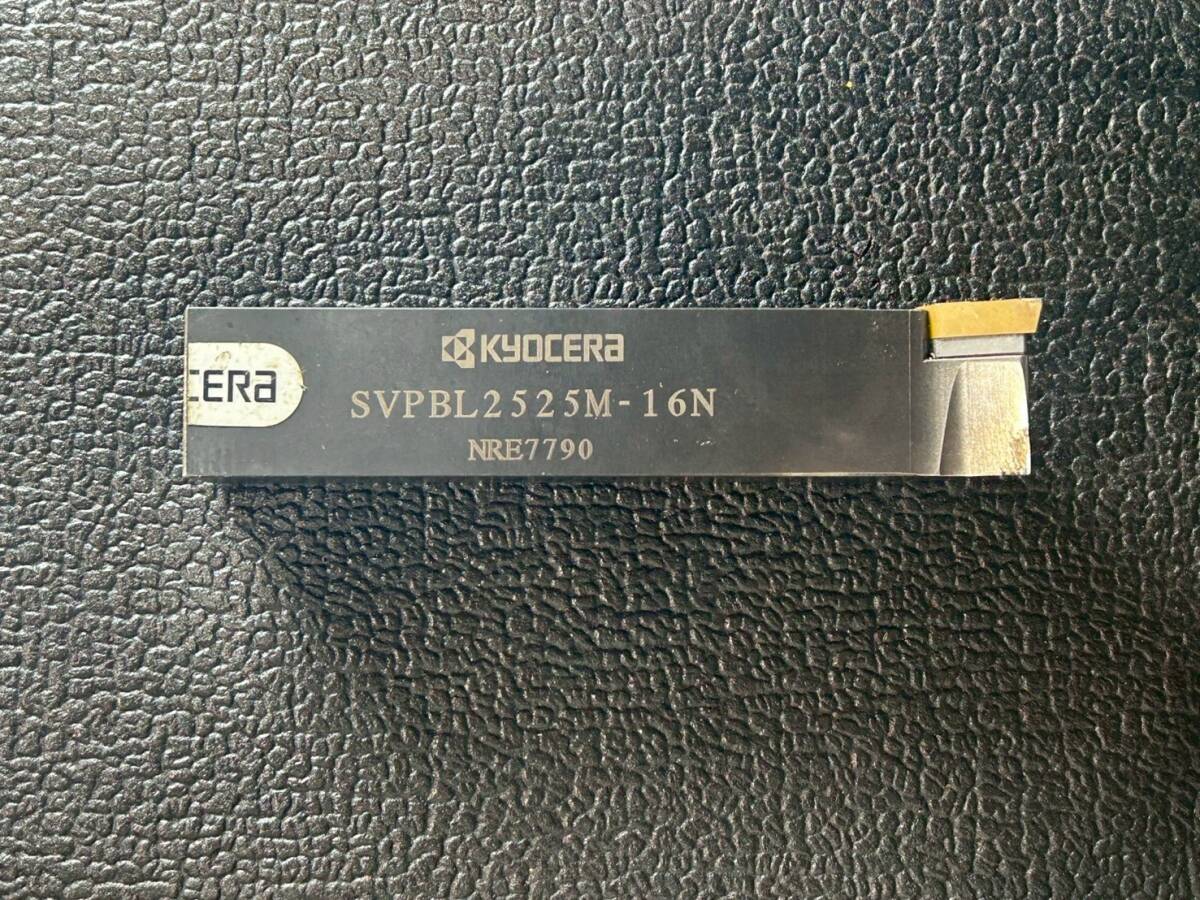 KYOCERA
CERA
SVPBL2525M-16N
NRE7790